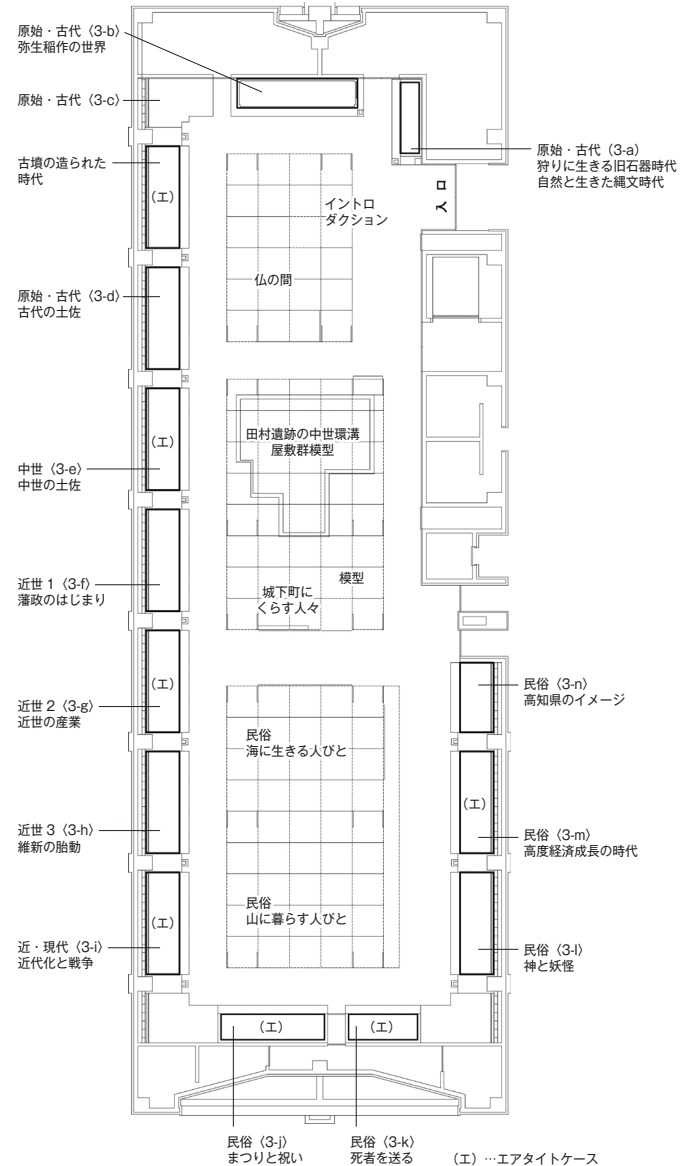 原始・古代〈3-b〉
弥生稲作の世界
原始・古代〈3-c〉
古墳の造られた
時代
(エ)
原始・古代〈3-a〉
狩りに生きる旧石器時代
自然と生きた縄文時代
入口
イントロ
ダクション
仏の間
原始・古代〈3-d〉
古代の土佐
(エ)
中世〈3-e〉
中世の土佐
田村遺跡の中世環溝
屋敷群模型
近世 1〈3-f〉
藩政のはじまり
模型
城下町に
くらす人々
(エ)
近世 2〈3-g〉
近世の産業
民俗〈3-n〉
高知県のイメージ
民俗
海に生きる人びと
近世 3〈3-h〉
維新の胎動
(エ)
民俗〈3-m〉
高度経済成長の時代
(エ)
近・現代〈3-i〉
近代化と戦争
民俗
山に暮らす人びと
民俗〈3-l〉
神と妖怪
(エ)
(エ)
民俗〈3-j〉
まつりと祝い
民俗〈3-k〉
死者を送る
(エ)…エアタイトケース